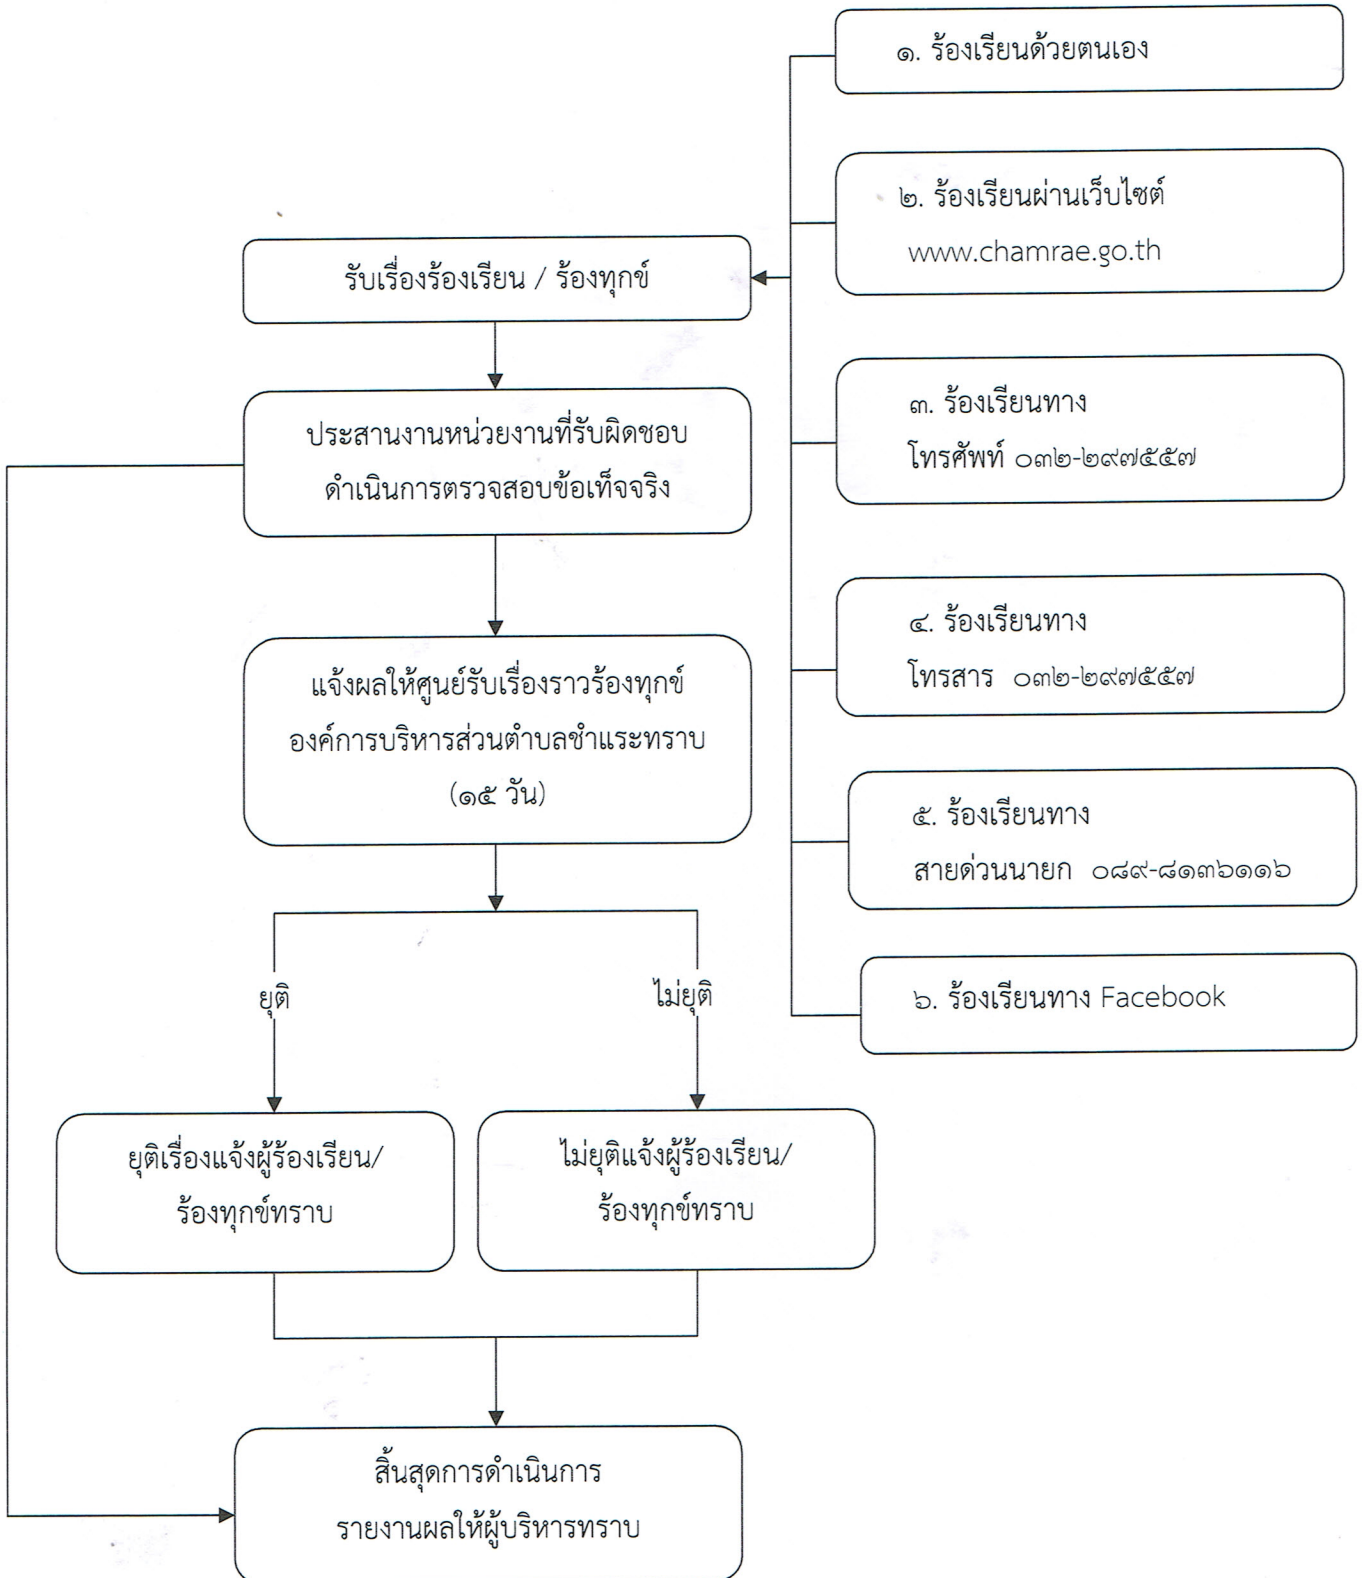 ๑. ร้องเรียนด้วยตนเอง
๒. ร้องเรียนผ่านเว็บไซต์
www.chamrae.go.th
รับเรื่องร้องเรียน / ร้องทุกข์
๓. ร้องเรียนทาง
โทรศัพท์ ๐๓๒-๒๙๗๕๕๗
ประสานงานหน่วยงานที่รับผิดชอบ
ดำเนินการตรวจสอบข้อเท็จจริง
๔. ร้องเรียนทาง
โทรสาร ๐๓๒-๒๙๗๕๕๗
แจ้งผลให้ศูนย์รับเรื่องราวร้องทุกข์
องค์การบริหารส่วนตำบลชำแระทราบ
(๑๕ วัน)
๕. ร้องเรียนทาง
สายด่วนนายก ๐๘๙-๘๑๓๖๑๑๖
๖. ร้องเรียนทาง Facebook
ยุติ
ไม่ยุติ
ยุติเรื่องแจ้งผู้ร้องเรียน/
ร้องทุกข์ทราบ
ไม่ยุติแจ้งผู้ร้องเรียน/
ร้องทุกข์ทราบ
สิ้นสุดการดำเนินการ
รายงานผลให้ผู้บริหารทราบ